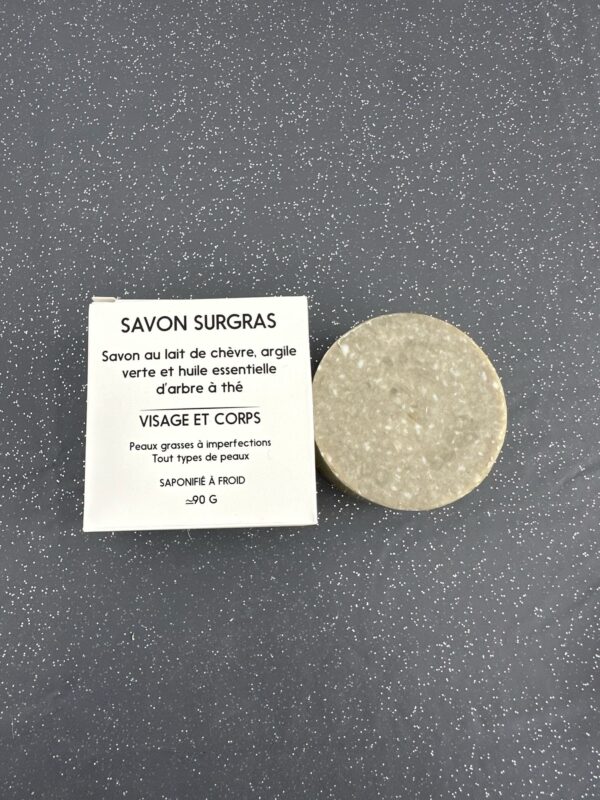 SAVON SURGRAS
Savon au lait de chèvre, argile
verte et huile essentielle
d'arbre à thé
VISAGE ET CORPS
Peaux grasses à imperfections
Tout types de peaux
SAPONIFIÉ À FROID
≃90 G